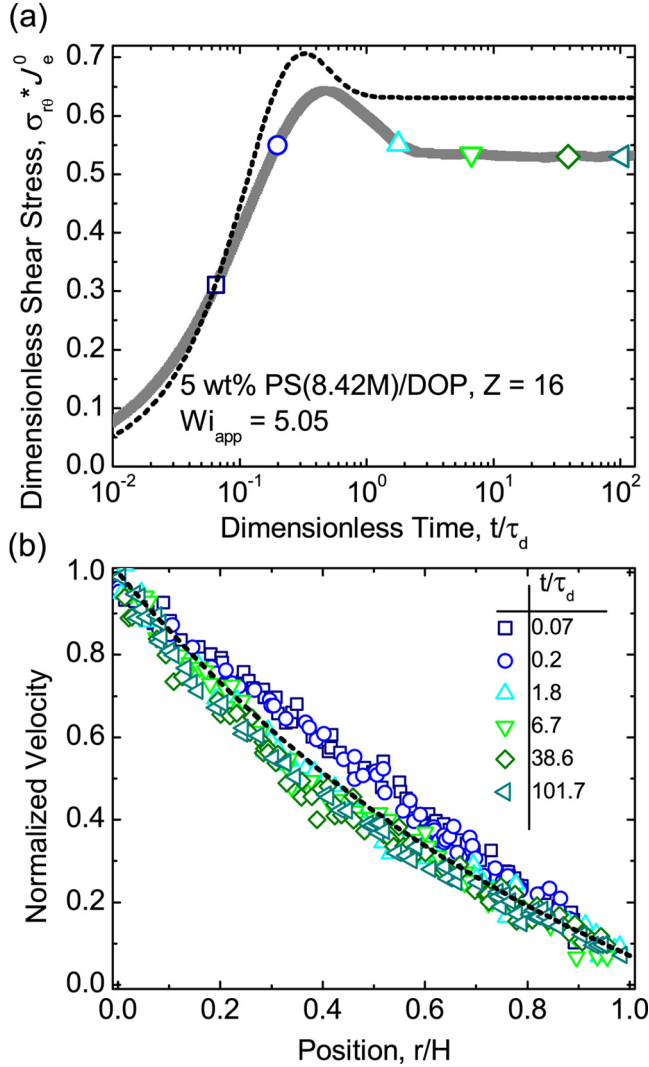 (a)
Dimensionless Shear Stress, σrθ* J⁰e
0.7
0.6
0.5
0.4
0.3
0.2
0.1
0.0
5 wt% PS(8.42M)/DOP, Z = 16
Wi_app = 5.05
10⁻² 10⁻¹ 10⁰ 10¹ 10²
Dimensionless Time, t/τd
(b)
Normalized Velocity
1.0
0.8
0.6
0.4
0.2
0.0
t/τd
0.07
0.2
1.8
6.7
38.6
101.7
0.0 0.2 0.4 0.6 0.8 1.0
Position, r/H